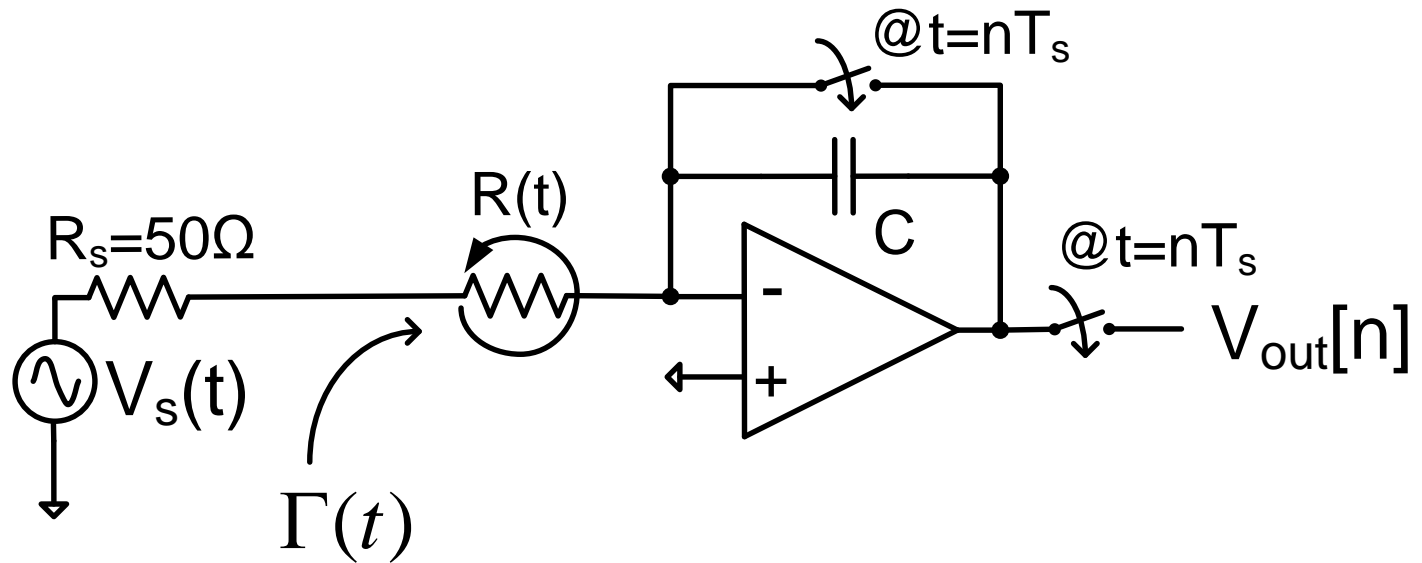 @t=nTs
R(t)
Rs=50Ω
C
@t=nTs
-
+
Vout[n]
Vs(t)
Γ(t)